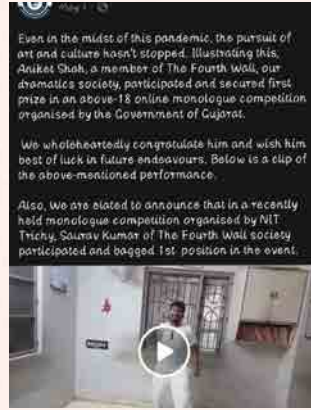 May 1
Even in the midst of this pandemic, the pursuit of
art and culture hasn't stopped. Illustrating this,
Aniket Shah, a member of The Fourth Wall, our
dramatics society, participated and secured first
prize in an above-18 online monologue competition
organised by the Government of Gujarat.
We wholeheartedly congratulate him and wish him
best of luck in future endeavours. Below is a clip of
the above-mentioned performance.
Also, We are elated to announce that in a recently
held monologue competition organised by NIT
Trichy, Saurav Kumar of The Fourth Wall society
participated and bagged 1st position in the event.